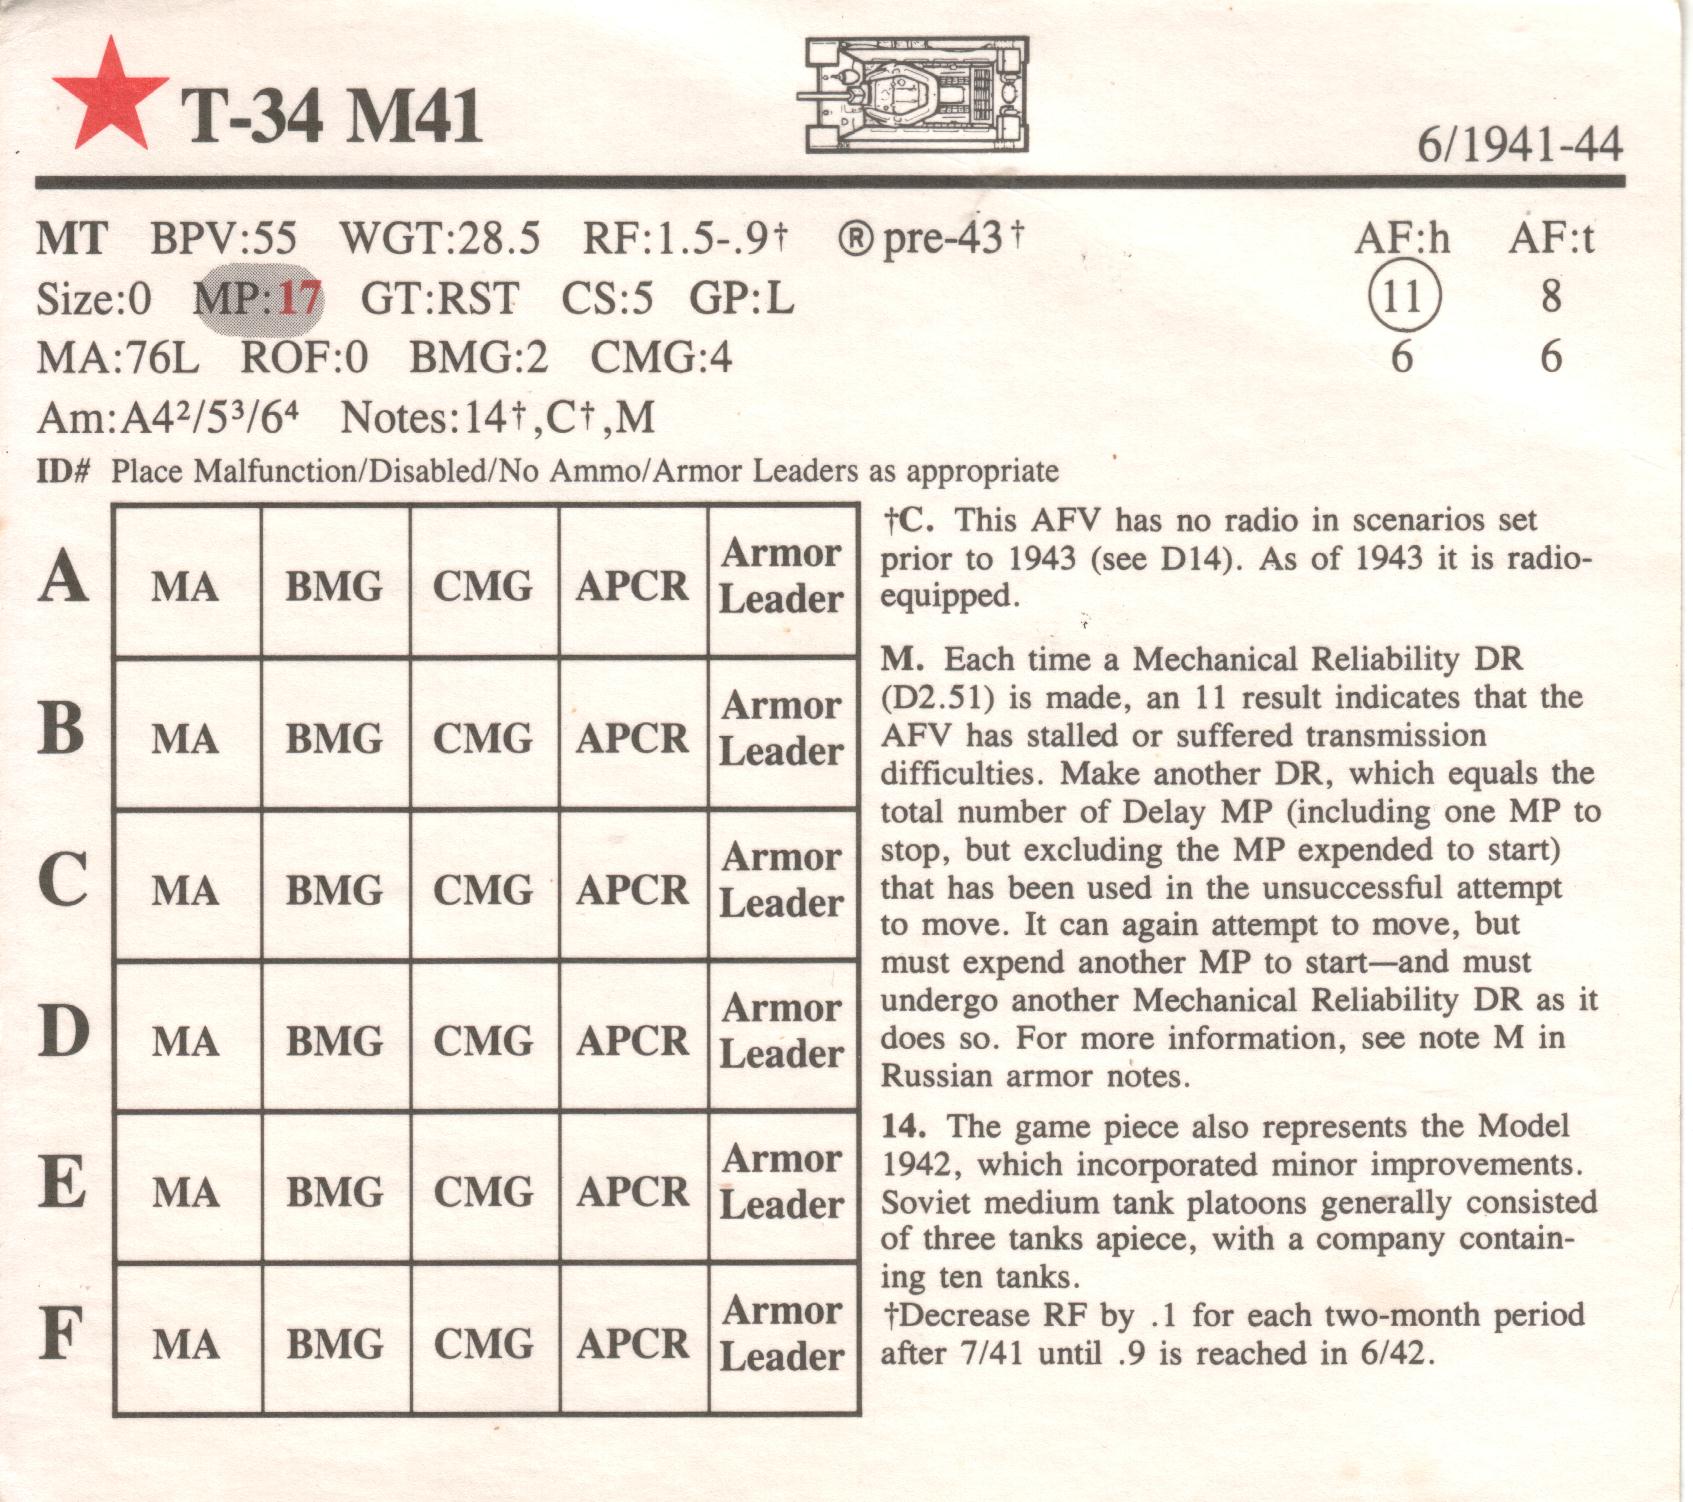 T-34 M41
6/1941-44
MT BPV:55 WGT:28.5 RF:1.5-.9† ®pre-43† AF:h AF:t
Size:0 MP:17 GT:RST CS:5 GP:L 11 8
MA:76L ROF:0 BMG:2 CMG:4 6 6
Am:A4²/5³/6⁴ Notes:14†,C†,M
ID# Place Malfunction/Disabled/No Ammo/Armor Leaders as appropriate
A MA BMG CMG APCR Armor
Leader
B MA BMG CMG APCR Armor
Leader
C MA BMG CMG APCR Armor
Leader
D MA BMG CMG APCR Armor
Leader
E MA BMG CMG APCR Armor
Leader
F MA BMG CMG APCR Armor
Leader
†C. This AFV has no radio in scenarios set
prior to 1943 (see D14). As of 1943 it is radio-
equipped.
M. Each time a Mechanical Reliability DR
(D2.51) is made, an 11 result indicates that the
AFV has stalled or suffered transmission
difficulties. Make another DR, which equals the
total number of Delay MP (including one MP to
stop, but excluding the MP expended to start)
that has been used in the unsuccessful attempt
to move. It can again attempt to move, but
must expend another MP to start—and must
undergo another Mechanical Reliability DR as it
does so. For more information, see note M in
Russian armor notes.
14. The game piece also represents the Model
1942, which incorporated minor improvements.
Soviet medium tank platoons generally consisted
of three tanks apiece, with a company contain-
ing ten tanks.
†Decrease RF by .1 for each two-month period
after 7/41 until .9 is reached in 6/42.